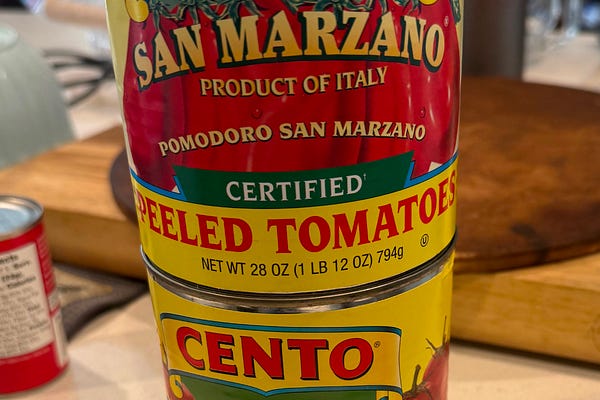 SAN MARZANO®
PRODUCT OF ITALY
POMODORO SAN MARZANO
CERTIFIED†
PEELED TOMATOES
NET WT 28 OZ (1 LB 12 OZ) 794g
CENTO®